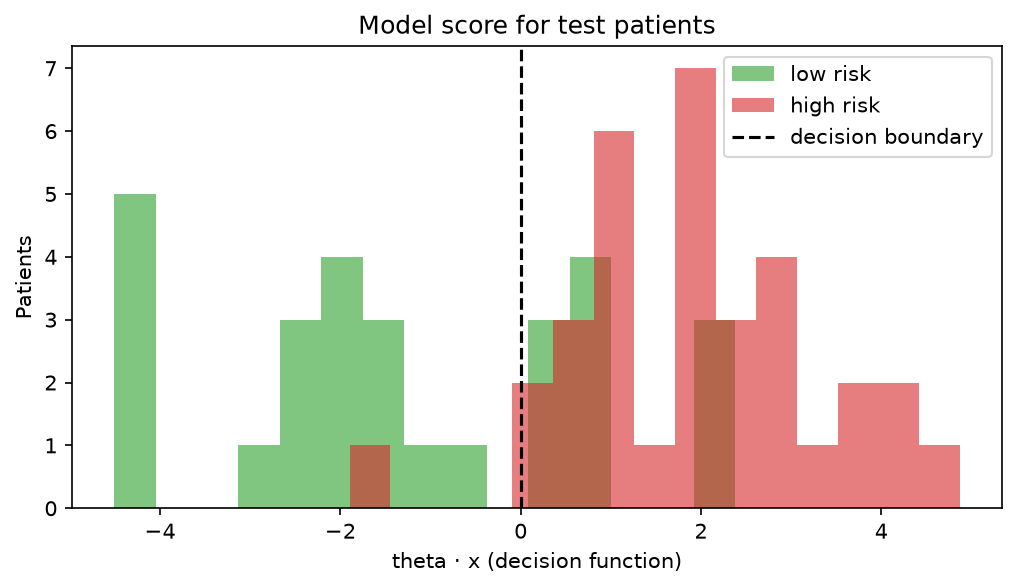 Model score for test patients
7
6
5
4
3
2
1
0
Patients
low risk
high risk
decision boundary
−4
−2
0
2
4
theta · x (decision function)